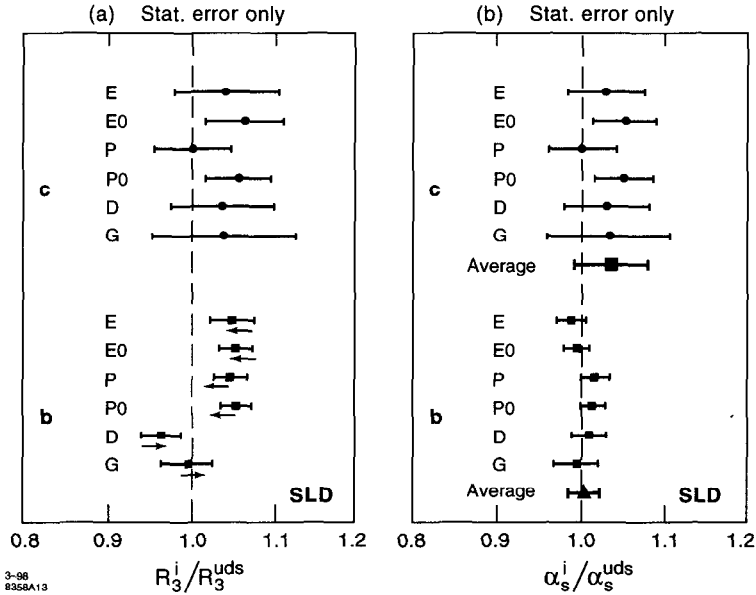 (a) Stat. error only
E
E0
P
c
P0
D
G
E
E0
P
b
P0
D
G
SLD
0.8 0.9 1.0 1.1 1.2
R₃ⁱ/R₃ᵘᵈˢ
(b) Stat. error only
E
E0
P
c
P0
D
G
Average
E
E0
P
b
P0
D
G
Average
SLD
0.8 0.9 1.0 1.1 1.2
αₛⁱ/αₛᵘᵈˢ
3–98
8358A13